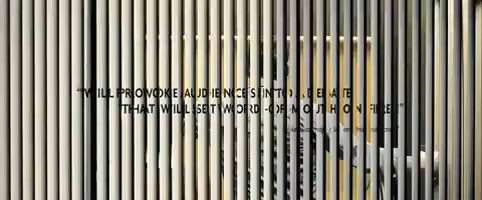 "WILL PROVOKE AUDIENCES INTO A DEBATE
THAT WILL SET WORD-OF-MOUTH ON FIRE!"